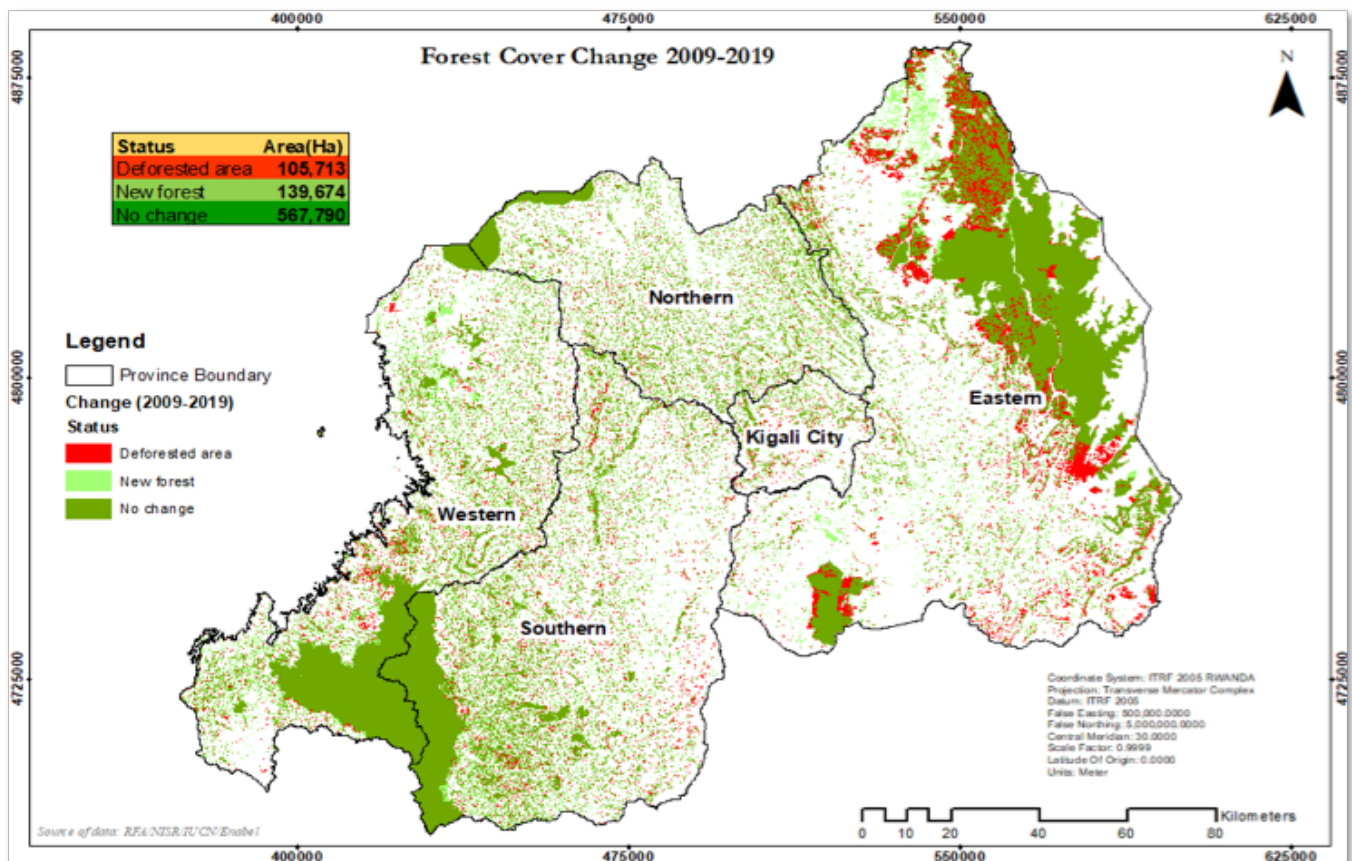 400000 475000 550000 625000
Forest Cover Change 2009-2019
N
4875000 4875000
Status Area(Ha)
Deforested area 105,713
New forest 139,674
No change 567,790
Northern
Legend
Province Boundary
Change (2009-2019)
Status
Deforested area
New forest
No change
4800000 4800000
Eastern
Kigali City
Western
Southern
4725000 4725000
Coordinate System: ITRF 2005 RWANDA
Projection: Transverse Mercator Complex
Datum: ITRF 2005
False Easting: 500,000.0000
False Northing: 5,000,000.0000
Central Meridian: 30.0000
Scale Factor: 0.9999
Latitude Of Origin: 0.0000
Units: Meter
Kilometers
0 10 20 40 60 80
Source of data: RFA/NISR/IUCN/Enabel
400000 475000 550000 625000